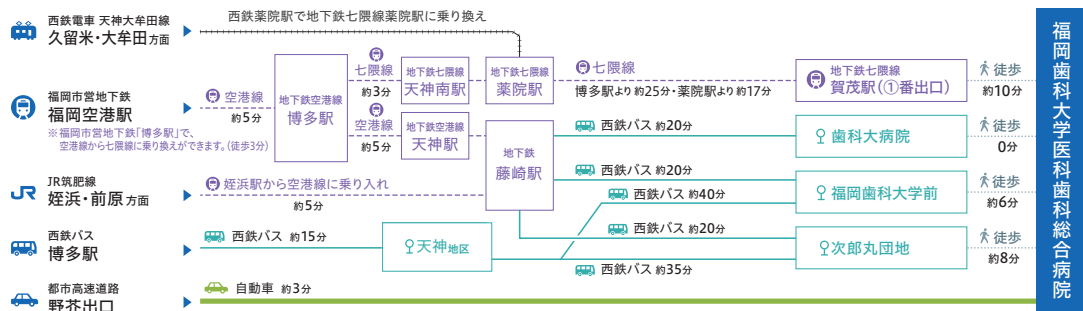 西鉄電車 天神大牟田線
久留米・大牟田方面
西鉄薬院駅で地下鉄七隈線薬院駅に乗り換え
福岡市営地下鉄
福岡空港駅
※福岡市営地下鉄「博多駅」で、
空港線から七隈線に乗り換えができます。(徒歩3分)
空港線
約5分
地下鉄空港線
博多駅
七隈線
約3分
地下鉄七隈線
天神南駅
地下鉄七隈線
薬院駅
七隈線
博多駅より約25分・薬院駅より約17分
地下鉄七隈線
賀茂駅(①番出口)
徒歩
約10分
空港線
約5分
地下鉄空港線
天神駅
地下鉄
藤崎駅
西鉄バス 約20分
歯科大病院
徒歩
0分
JR
JR筑肥線
姪浜・前原方面
姪浜駅から空港線に乗り入れ
約5分
西鉄バス 約20分
西鉄バス 約40分
福岡歯科大学前
徒歩
約6分
西鉄バス
博多駅
西鉄バス 約15分
天神地区
西鉄バス 約20分
西鉄バス 約35分
次郎丸団地
徒歩
約8分
都市高速道路
野芥出口
自動車 約3分
福岡歯科大学医科歯科総合病院